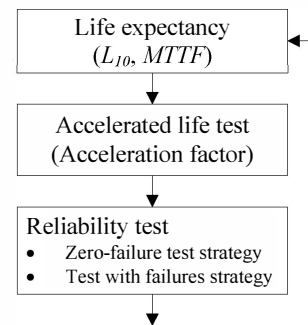 Life expectancy
(L10, MTTF)
Accelerated life test
(Acceleration factor)
Reliability test
• Zero-failure test strategy
• Test with failures strategy